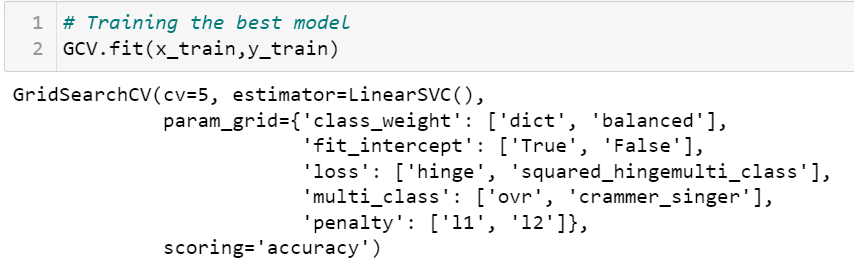 1 # Training the best model
2 GCV.fit(x_train,y_train)
GridSearchCV(cv=5, estimator=LinearSVC(),
param_grid={'class_weight': ['dict', 'balanced'],
'fit_intercept': ['True', 'False'],
'loss': ['hinge', 'squared_hingemulti_class'],
'multi_class': ['ovr', 'crammer_singer'],
'penalty': ['l1', 'l2']},
scoring='accuracy')